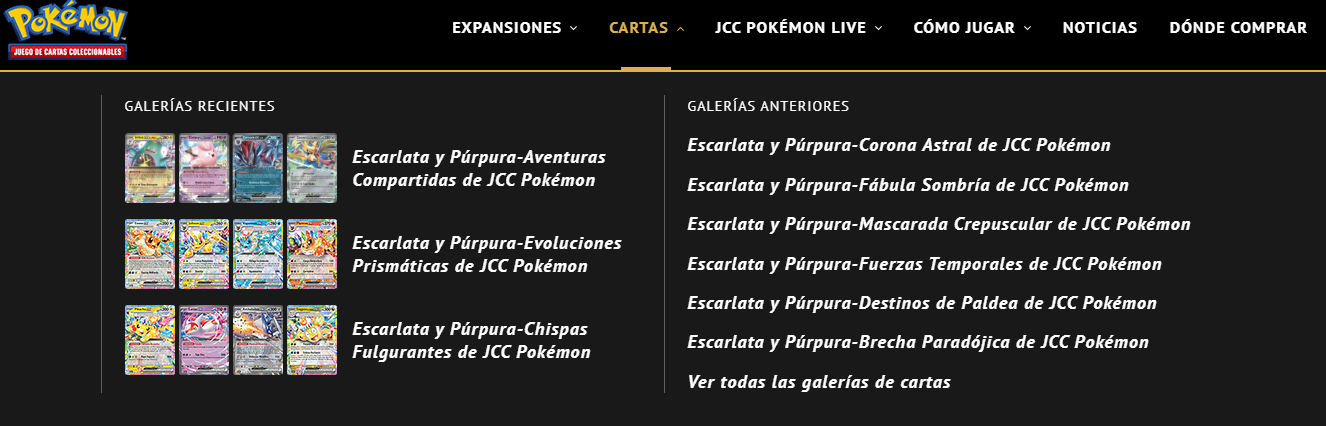 POKÉMON
JUEGO DE CARTAS COLECCIONABLES
EXPANSIONES
CARTAS
JCC POKÉMON LIVE
CÓMO JUGAR
NOTICIAS
DÓNDE COMPRAR
GALERÍAS RECIENTES
Escarlata y Púrpura-Aventuras
Compartidas de JCC Pokémon
Escarlata y Púrpura-Evoluciones
Prismáticas de JCC Pokémon
Escarlata y Púrpura-Chispas
Fulgurantes de JCC Pokémon
GALERÍAS ANTERIORES
Escarlata y Púrpura-Corona Astral de JCC Pokémon
Escarlata y Púrpura-Fábula Sombría de JCC Pokémon
Escarlata y Púrpura-Mascarada Crepuscular de JCC Pokémon
Escarlata y Púrpura-Fuerzas Temporales de JCC Pokémon
Escarlata y Púrpura-Destinos de Paldea de JCC Pokémon
Escarlata y Púrpura-Brecha Paradójica de JCC Pokémon
Ver todas las galerías de cartas